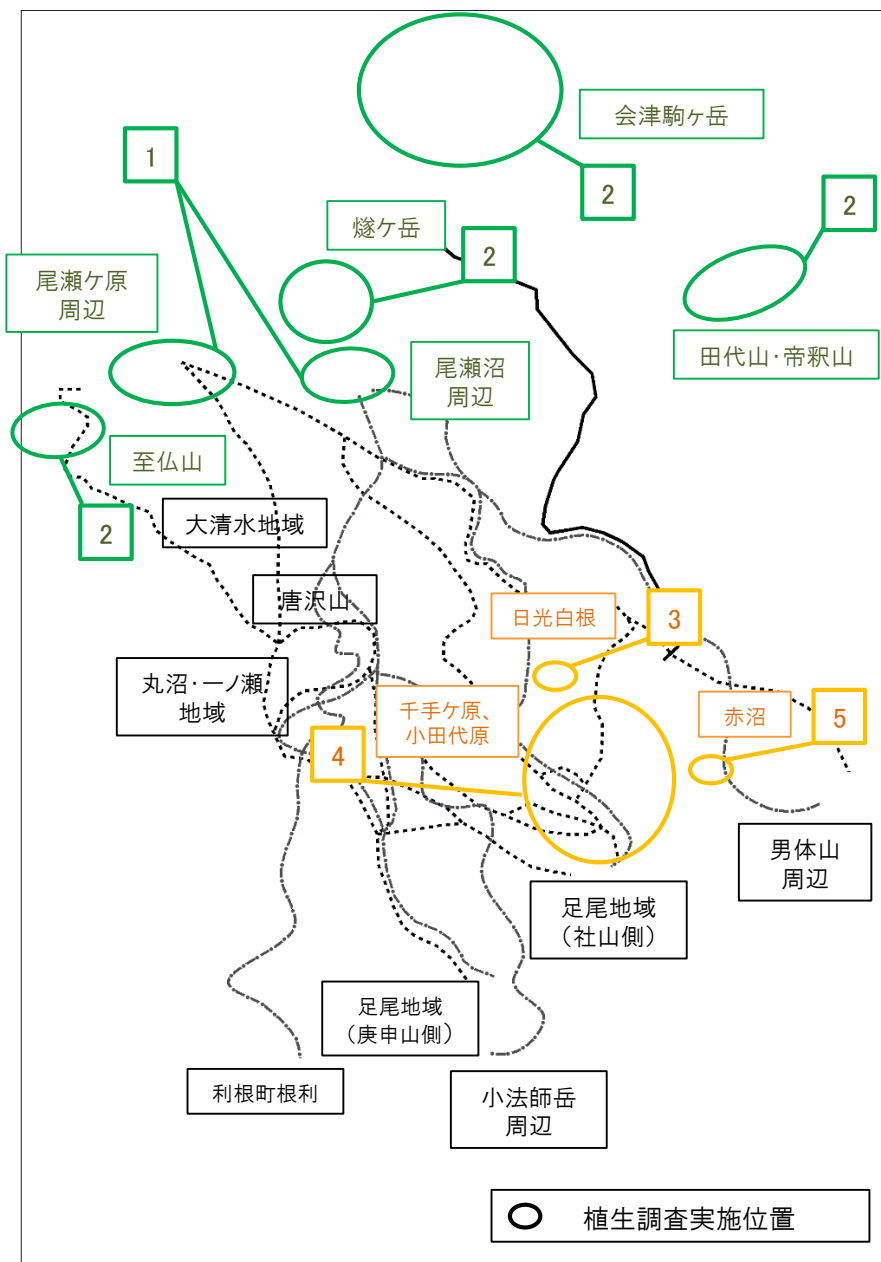 会津駒ヶ岳
1
2
2
燧ケ岳
2
尾瀬ケ原
周辺
田代山・帝釈山
尾瀬沼
周辺
至仏山
2
大清水地域
唐沢山
日光白根
3
丸沼・一ノ瀬
地域
千手ケ原、
小田代原
赤沼
5
4
男体山
周辺
足尾地域
（社山側）
足尾地域
（庚申山側）
利根町根利
小法師岳
周辺
植生調査実施位置